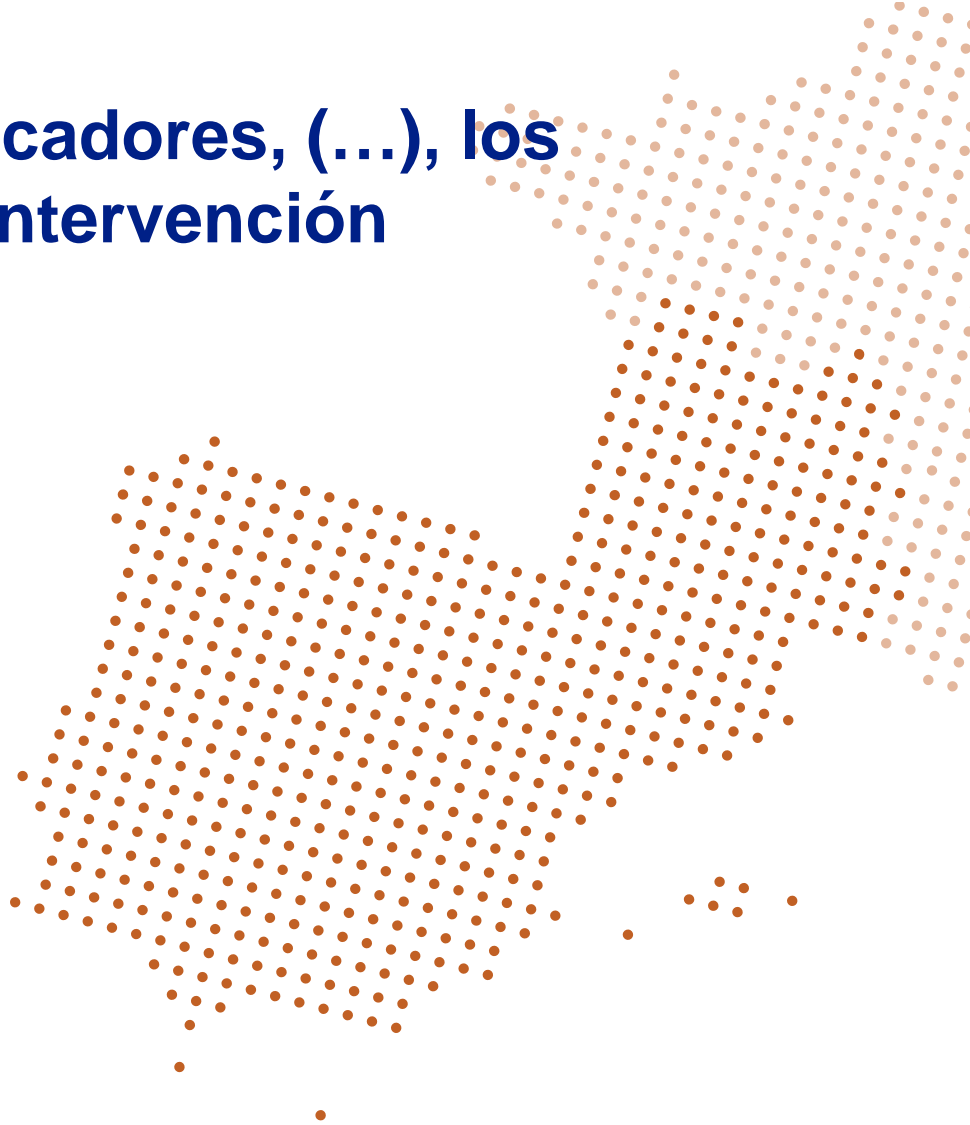 cadores, (…), los
ntervención